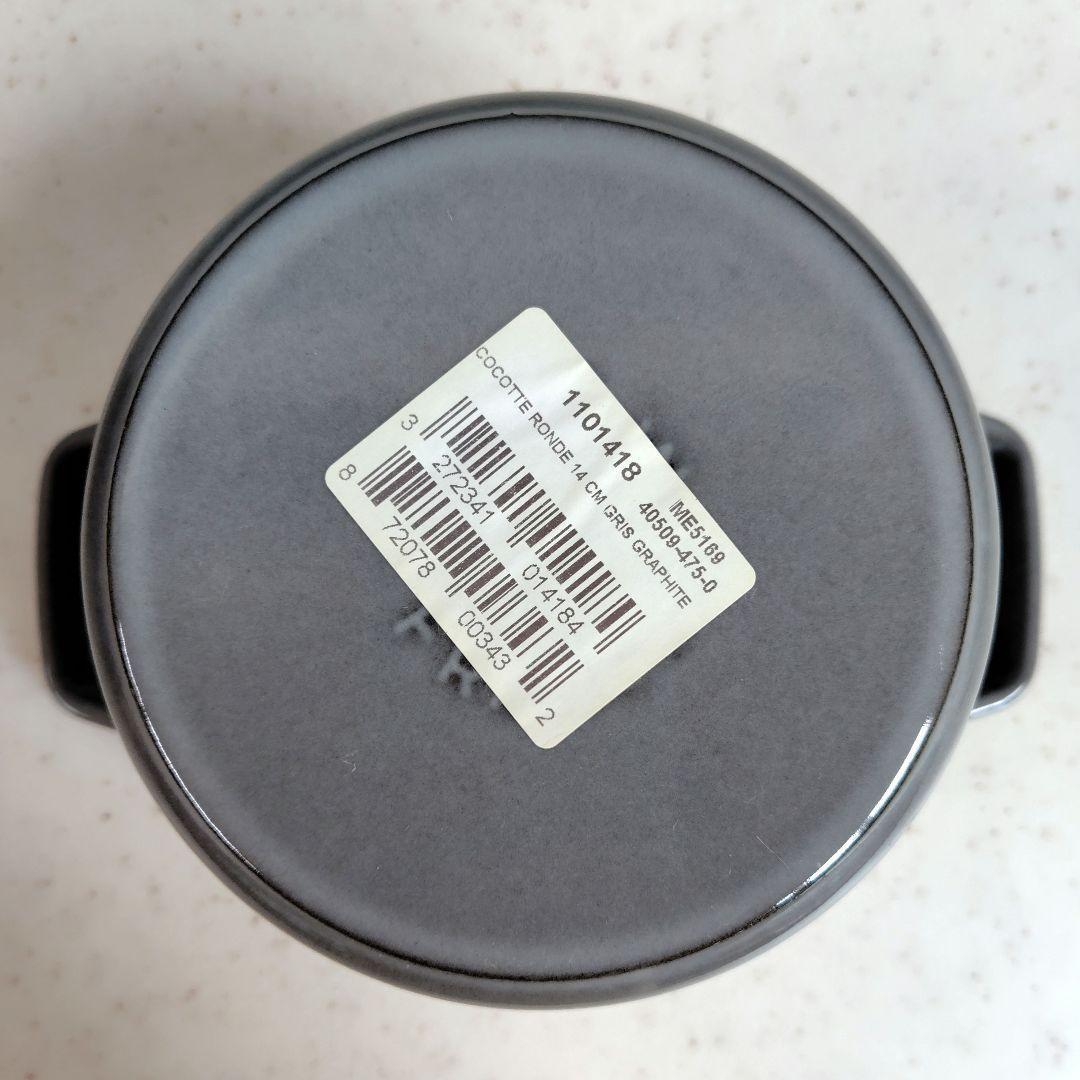 1101418
ME5169
40509-475-0
COCOTTE RONDE 14 CM GRIS GRAPHITE
3 272341 014184
8 72078 00343 2